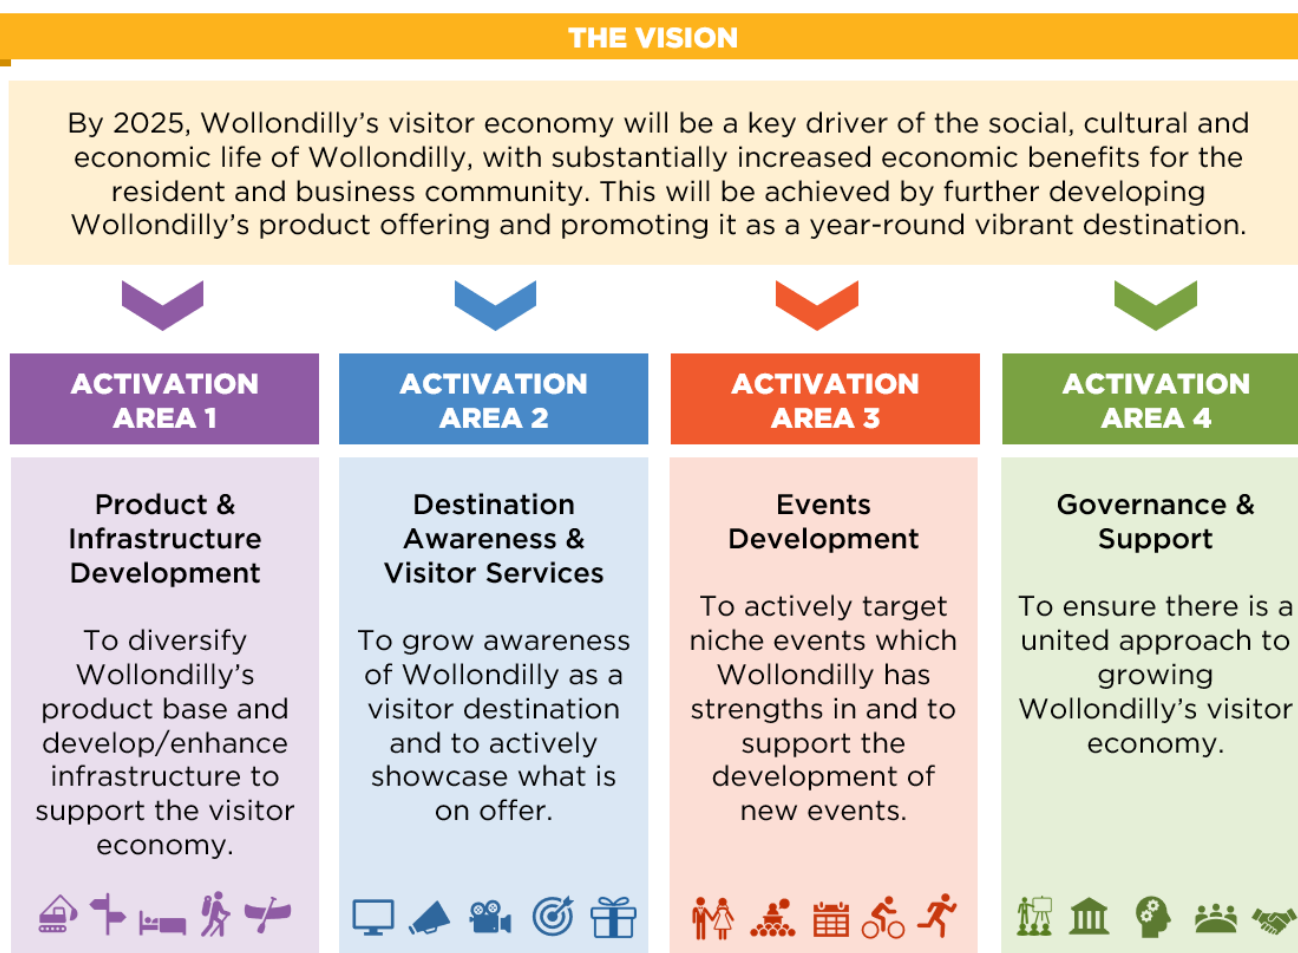 THE VISION
By 2025, Wollondilly's visitor economy will be a key driver of the social, cultural and
economic life of Wollondilly, with substantially increased economic benefits for the
resident and business community. This will be achieved by further developing
Wollondilly's product offering and promoting it as a year-round vibrant destination.
ACTIVATION
AREA 1
Product &
Infrastructure
Development
To diversify
Wollondilly's
product base and
develop/enhance
infrastructure to
support the visitor
economy.
ACTIVATION
AREA 2
Destination
Awareness &
Visitor Services
To grow awareness
of Wollondilly as a
visitor destination
and to actively
showcase what is
on offer.
ACTIVATION
AREA 3
Events
Development
To actively target
niche events which
Wollondilly has
strengths in and to
support the
development of
new events.
ACTIVATION
AREA 4
Governance &
Support
To ensure there is a
united approach to
growing
Wollondilly's visitor
economy.